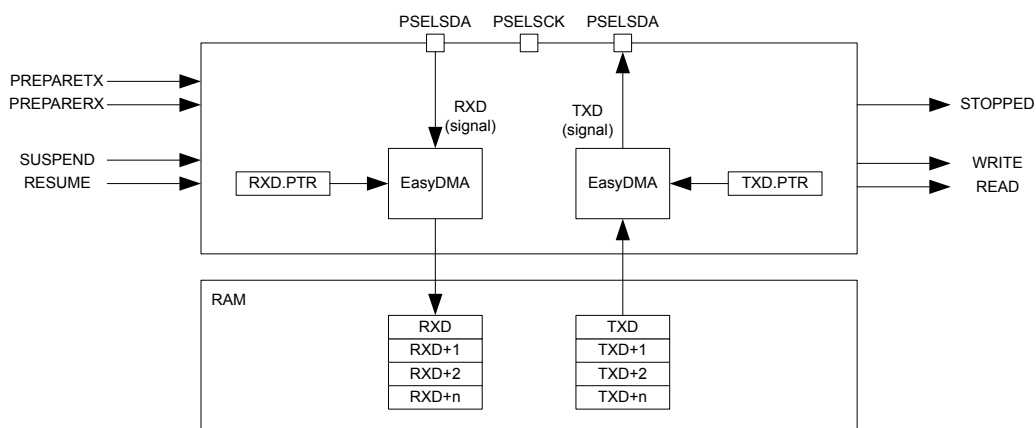 PSELSDA PSELSCK PSELSDA
PREPARETX
PREPARERX
SUSPEND
RESUME
RXD
(signal)
TXD
(signal)
STOPPED
WRITE
READ
RXD.PTR
EasyDMA
EasyDMA
TXD.PTR
RAM
RXD
RXD+1
RXD+2
RXD+n
TXD
TXD+1
TXD+2
TXD+n